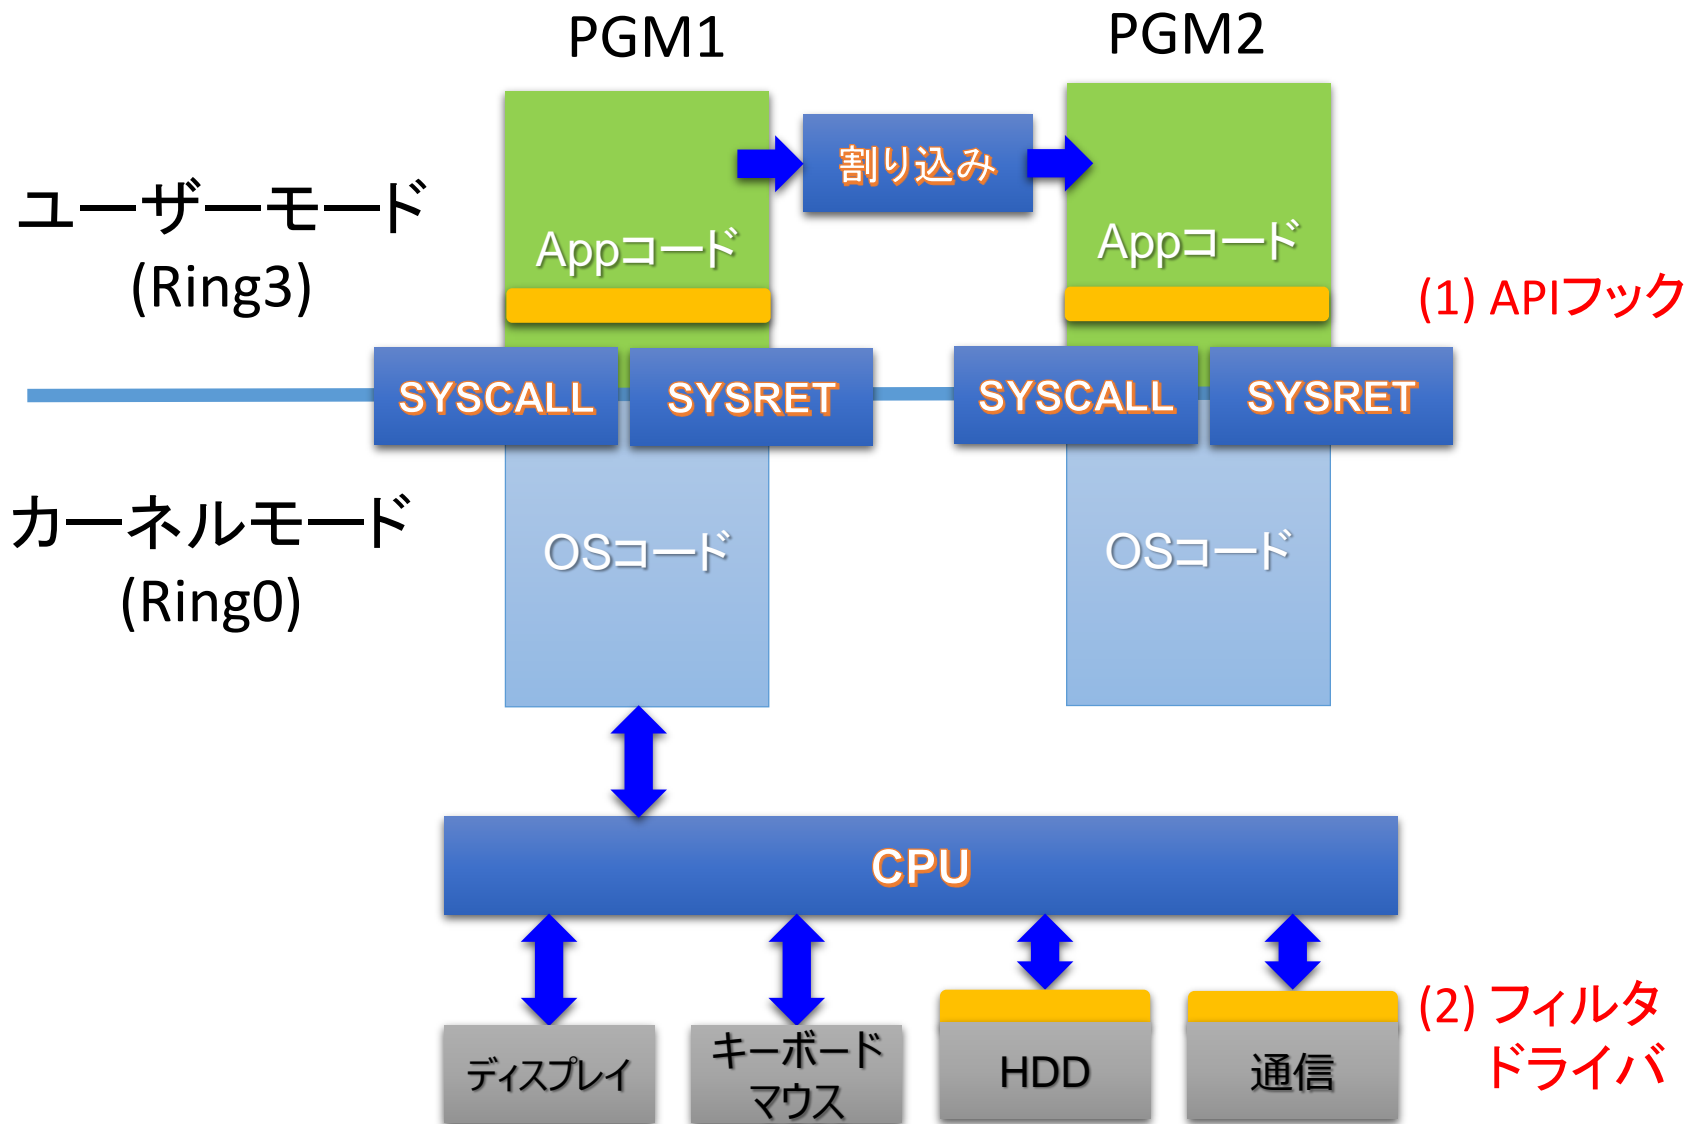 PGM1
PGM2
割り込み
ユーザーモード
(Ring3)
Appコード
Appコード
(1) APIフック
SYSCALL
SYSRET
SYSCALL
SYSRET
カーネルモード
(Ring0)
OSコード
OSコード
CPU
ディスプレイ
キーボード
マウス
HDD
通信
(2) フィルタ
ドライバ